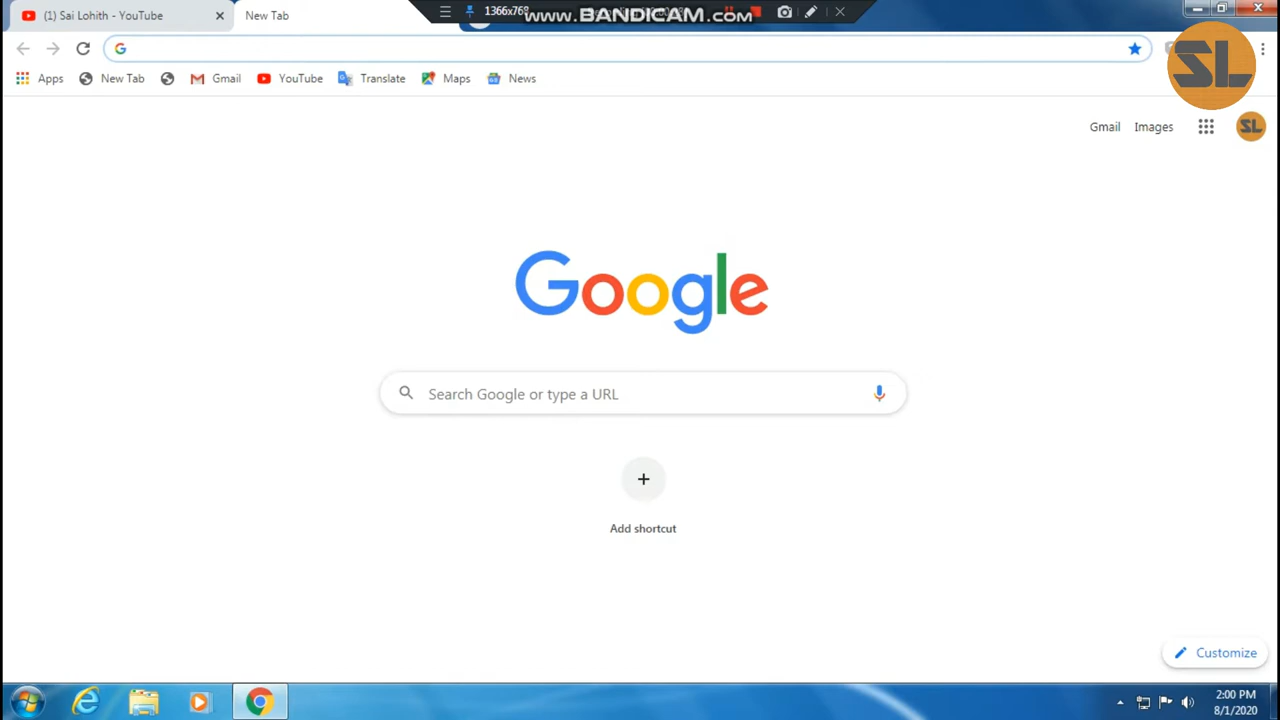 (1) Sai Lohith - YouTube
New Tab
1366x768
www.BANDICAM.com
SL
Apps
New Tab
Gmail
YouTube
Translate
Maps
News
Gmail
Images
SL
Google
Search Google or type a URL
Add shortcut
Customize
2:00 PM
8/1/2020